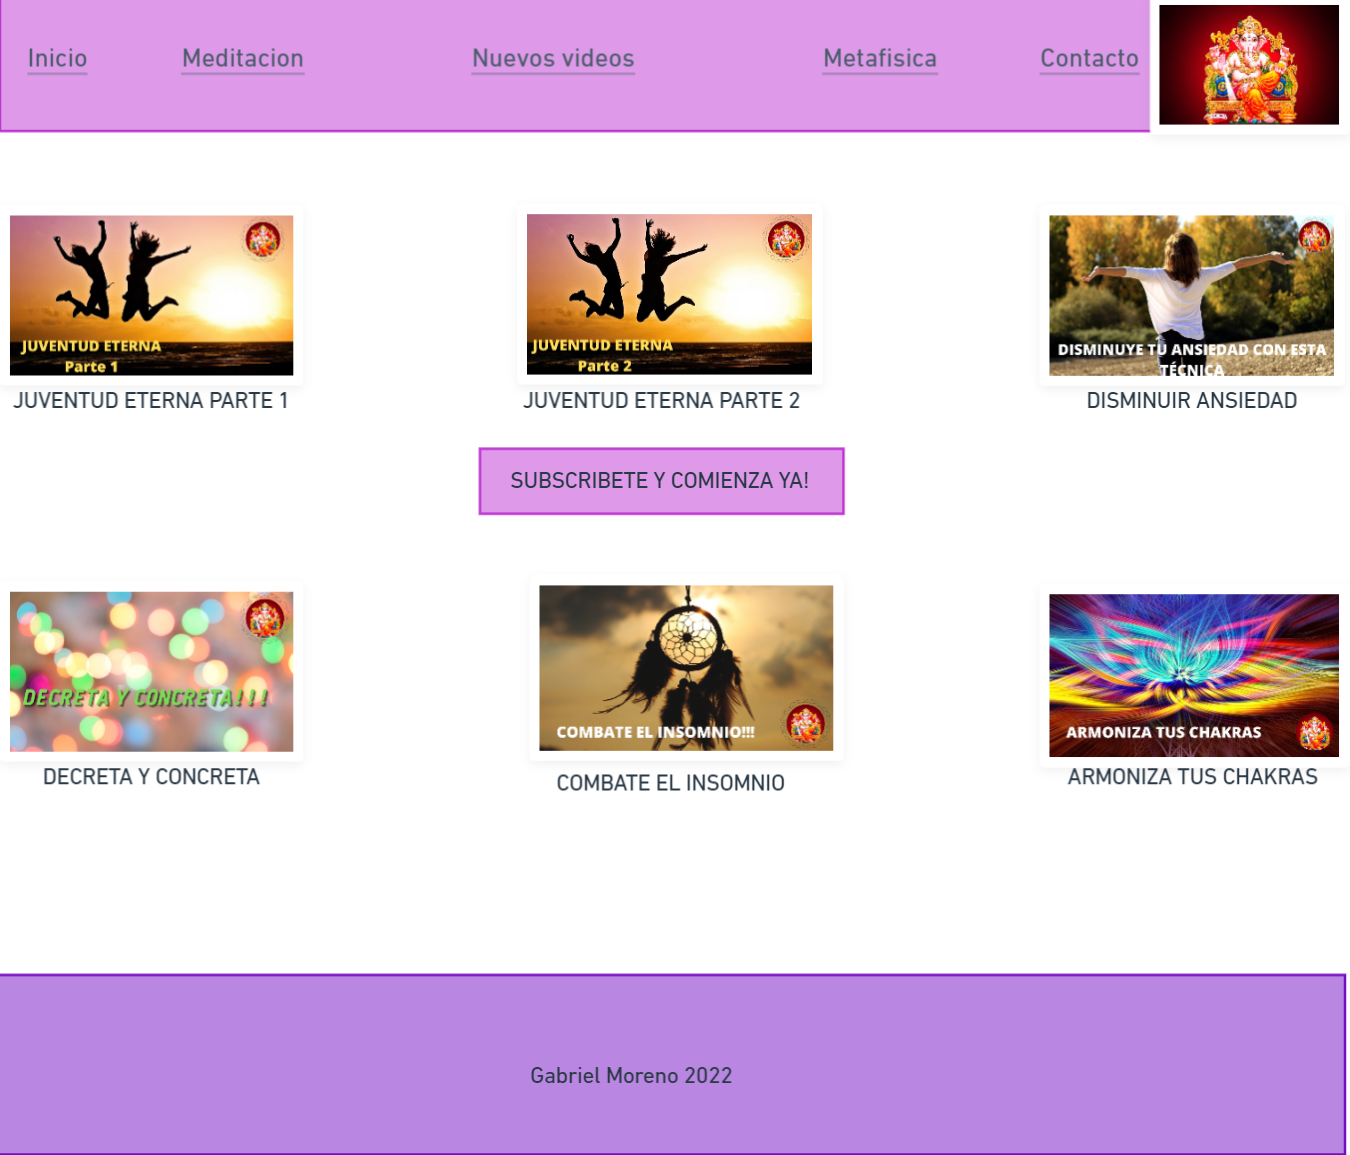 Inicio
Meditacion
Nuevos videos
Metafisica
Contacto
JUVENTUD ETERNA
Parte 1
JUVENTUD ETERNA PARTE 1
JUVENTUD ETERNA
Parte 2
JUVENTUD ETERNA PARTE 2
DISMINUYE TU ANSIEDAD CON ESTA
TÉCNICA
DISMINUIR ANSIEDAD
SUBSCRIBETE Y COMIENZA YA!
DECRETA Y CONCRETA!!!
DECRETA Y CONCRETA
COMBATE EL INSOMNIO!!!
COMBATE EL INSOMNIO
ARMONIZA TUS CHAKRAS
ARMONIZA TUS CHAKRAS
Gabriel Moreno 2022